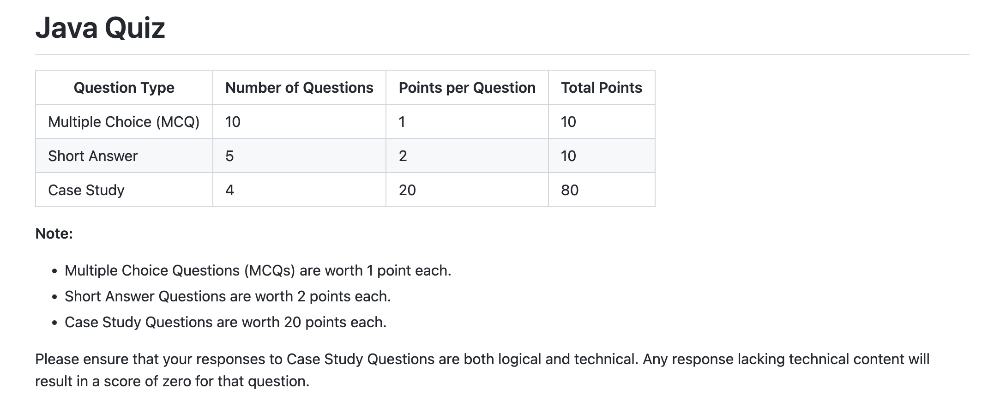 Java Quiz
Question Type Number of Questions Points per Question Total Points
Multiple Choice (MCQ) 10 1 10
Short Answer 5 2 10
Case Study 4 20 80
Note:
• Multiple Choice Questions (MCQs) are worth 1 point each.
• Short Answer Questions are worth 2 points each.
• Case Study Questions are worth 20 points each.
Please ensure that your responses to Case Study Questions are both logical and technical. Any response lacking technical content will
result in a score of zero for that question.